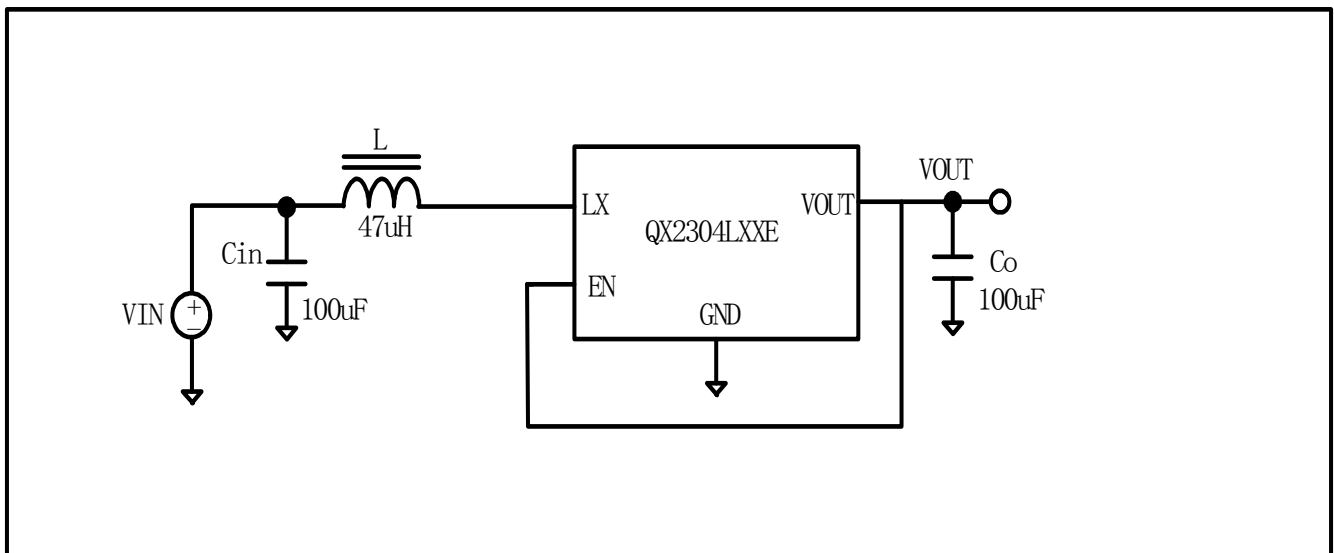 L
47uH
Cin
100uF
VIN
+
−
LX
EN
QX2304LXXE
VOUT
GND
VOUT
Co
100uF